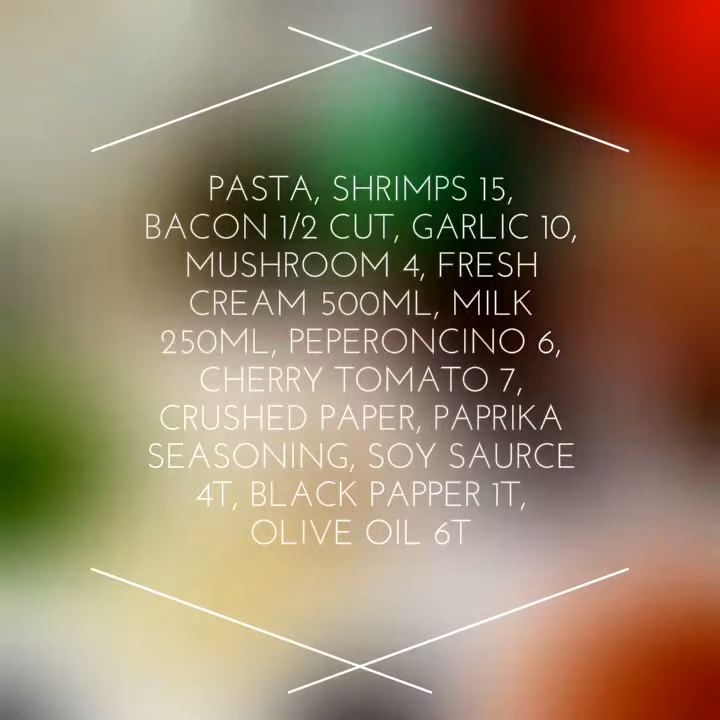 PASTA, SHRIMPS 15,
BACON 1/2 CUT, GARLIC 10,
MUSHROOM 4, FRESH
CREAM 500ML, MILK
250ML, PEPERONCINO 6,
CHERRY TOMATO 7,
CRUSHED PAPER, PAPRIKA
SEASONING, SOY SAURCE
4T, BLACK PAPPER 1T,
OLIVE OIL 6T